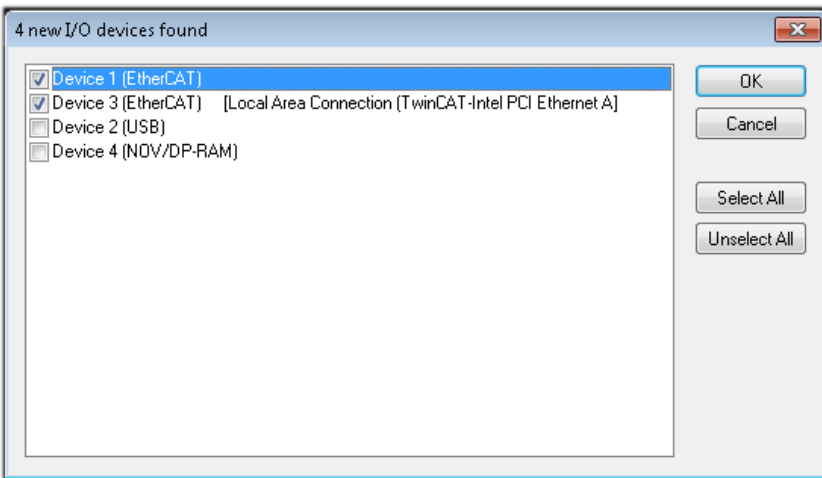 4 new I/O devices found
Device 1 (EtherCAT)
Device 3 (EtherCAT) [Local Area Connection (TwinCAT-Intel PCI Ethernet A]
Device 2 (USB)
Device 4 (NOV/DP-RAM)
OK
Cancel
Select All
Unselect All